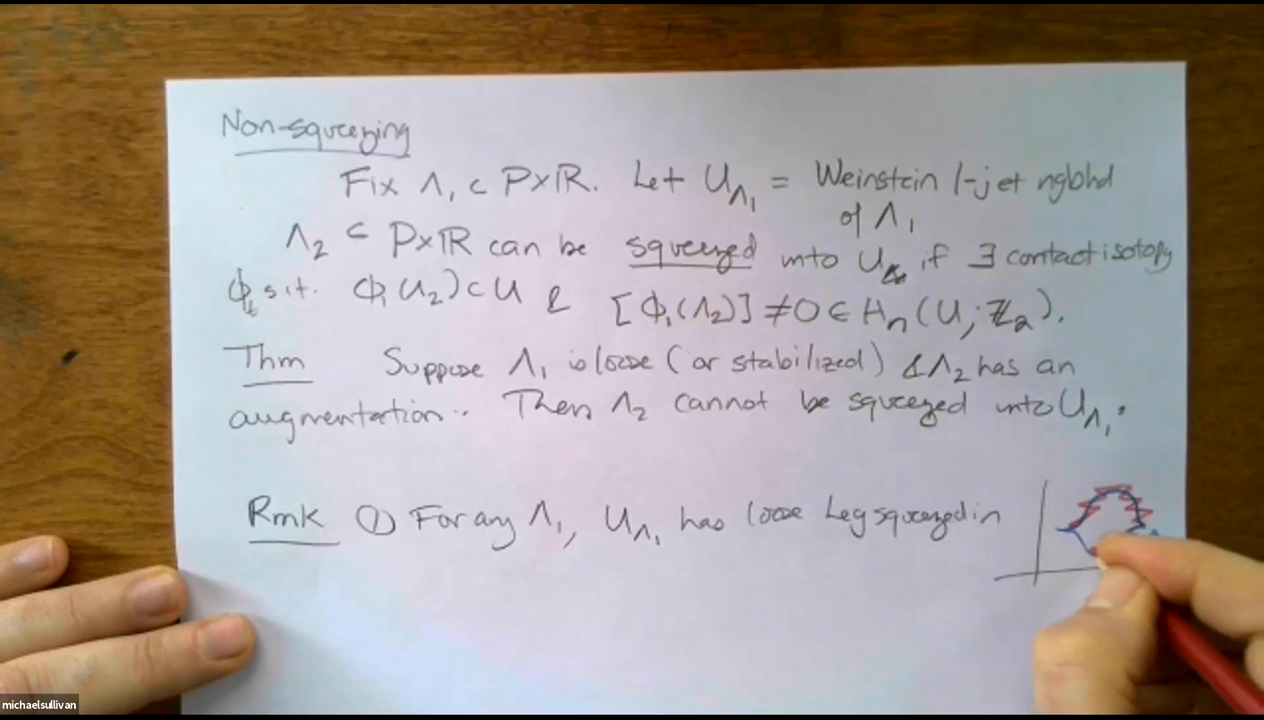 Non-squeezing
Fix Λ₁ ⊂ P×ℝ. Let U_Λ₁ = Weinstein 1-jet ngbhd
of Λ₁
Λ₂ ⊂ P×ℝ can be squeezed into U if ∃ contact isotopy
ϕₜ s.t. ϕ₁(U₂) ⊂ U & [ϕ₁(Λ₂)] ≠ 0 ∈ Hₙ(U; ℤ₂).
Thm Suppose Λ₁ is loose (or stabilized) & Λ₂ has an
augmentation. Then Λ₂ cannot be squeezed into U_Λ₁.
Rmk ① For any Λ₁, U_Λ₁ has loose Leg squeezed in
michaelsullivan